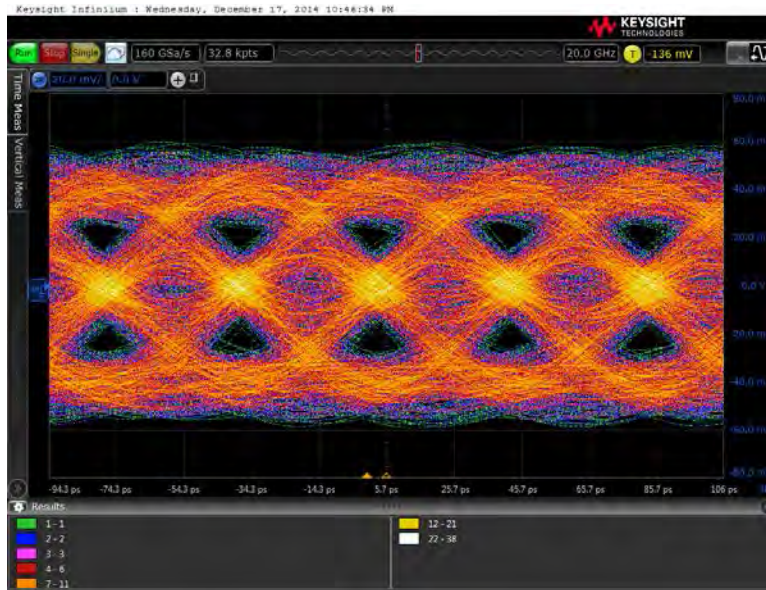 Keysight Infiniium : Wednesday, December 17, 2014 10:46:34 PM
KEYSIGHT
TECHNOLOGIES
Run Stop Single 160 GSa/s 32.8 kpts 20.0 GHz T -136 mV
20.0 mV/ 0.0 V
Time Meas
Vertical Meas
60.0 m
40.0 m
20.0 m
0.0 V
-20.0 m
-40.0 m
-60.0 m
-94.3 ps -74.3 ps -54.3 ps -34.3 ps -14.3 ps 5.7 ps 25.7 ps 45.7 ps 65.7 ps 85.7 ps 106 ps
Results
1 - 1
2 - 2
3 - 3
4 - 6
7 - 11
12 - 21
22 - 38